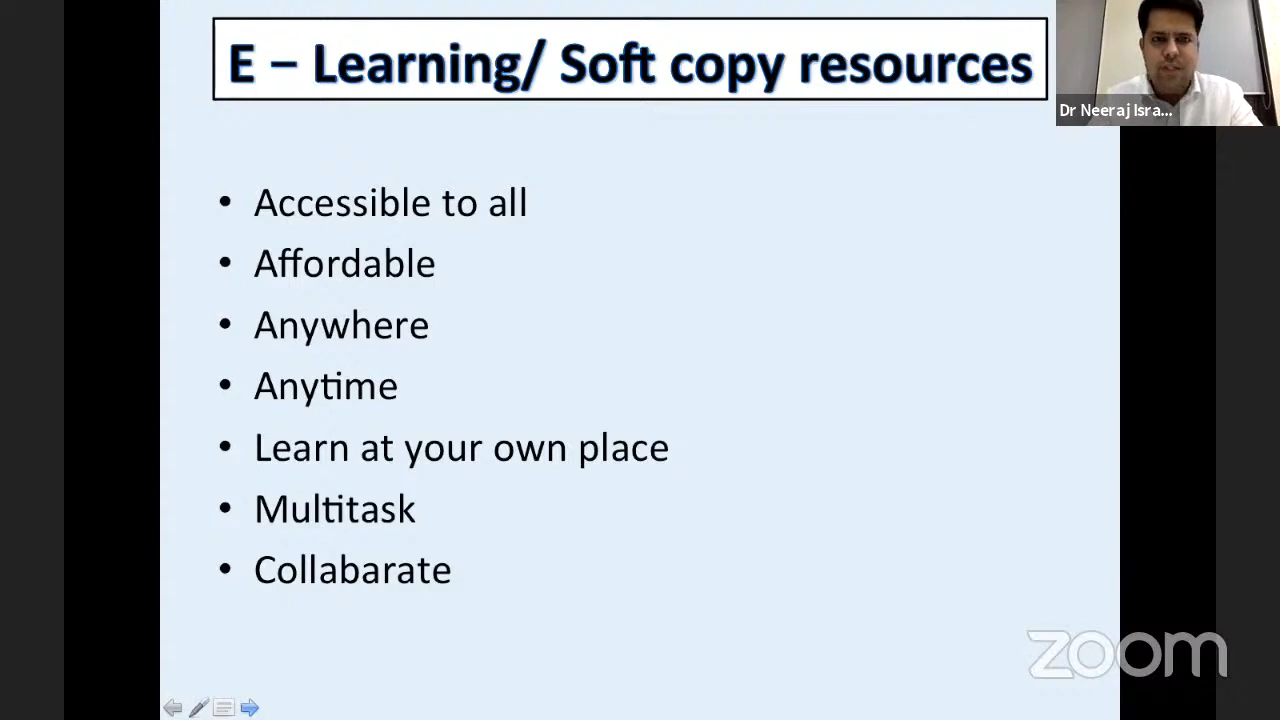 E – Learning/ Soft copy resources
Dr Neeraj Isra...
• Accessible to all
• Affordable
• Anywhere
• Anytime
• Learn at your own place
• Multitask
• Collabarate
zoom